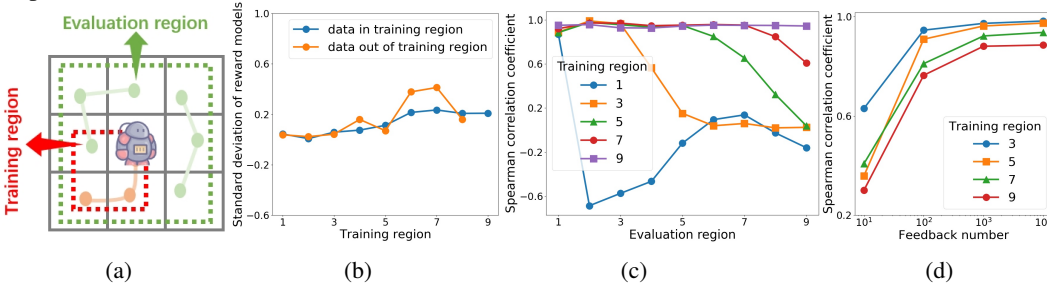 Evaluation region
Training region
(a)
Standard deviation of reward models
1.0
0.6
0.2
−0.2
−0.6
data in training region
data out of training region
1 3 5 7 9
Training region
(b)
Spearman correlation coefficient
1.0
0.6
0.2
−0.2
−0.6
Training region
1
3
5
7
9
1 3 5 7 9
Evaluation region
(c)
Spearman correlation coefficient
1.0
0.6
0.2
Training region
3
5
7
9
10¹ 10² 10³ 10
Feedback number
(d)